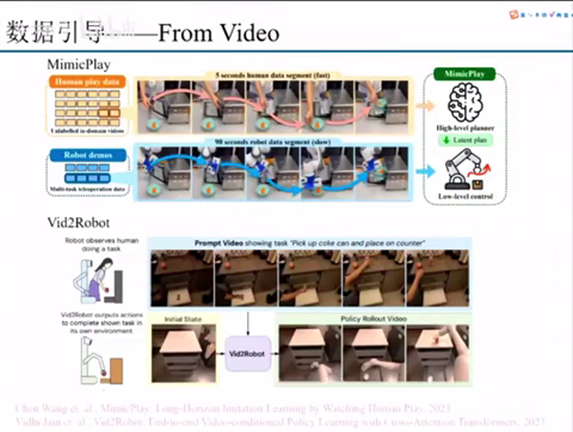 数据引导——From Video
MimicPlay
Human play data
Unlabelled in-domain videos
5 seconds human data segment (fast)
Robot demos
Multi-task teleoperation data
90 seconds robot data segment (slow)
MimicPlay
High-level planner
Latent plan
Low-level control
Vid2Robot
Robot observes human
doing a task.
Prompt Video showing task "Pick up coke can and place on counter"
Vid2Robot outputs actions
to complete shown task in
its own environment.
Initial State
Vid2Robot
Policy Rollout Video
Chen Wang et. al., MimicPlay: Long-Horizon Imitation Learning by Watching Human Play, 2023
Vidhi Jain et. al., Vid2Robot: End-to-end Video-conditioned Policy Learning with Cross-Attention Transformers, 2023